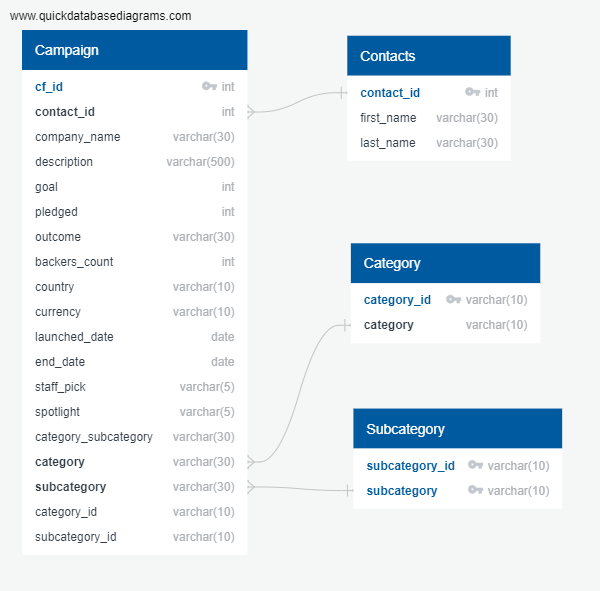 www.quickdatabasediagrams.com
Campaign
cf_id int
contact_id int
company_name varchar(30)
description varchar(500)
goal int
pledged int
outcome varchar(30)
backers_count int
country varchar(10)
currency varchar(10)
launched_date date
end_date date
staff_pick varchar(5)
spotlight varchar(5)
category_subcategory varchar(30)
category varchar(30)
subcategory varchar(30)
category_id varchar(10)
subcategory_id varchar(10)
Contacts
contact_id int
first_name varchar(30)
last_name varchar(30)
Category
category_id varchar(10)
category varchar(10)
Subcategory
subcategory_id varchar(10)
subcategory varchar(10)